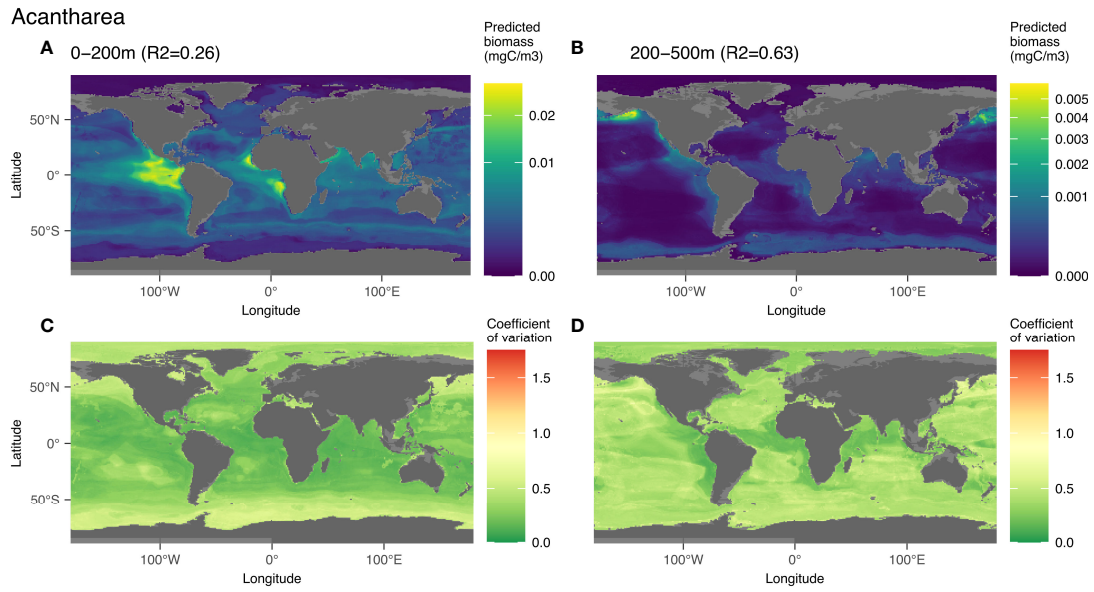 Acantharea
A
0−200m (R2=0.26)
Predicted
biomass
(mgC/m3)
0.02
0.01
0.00
50°N
0°
50°S
Latitude
100°W
0°
100°E
Longitude
B
200−500m (R2=0.63)
Predicted
biomass
(mgC/m3)
0.005
0.004
0.003
0.002
0.001
0.000
100°W
0°
100°E
Longitude
C
Coefficient
of variation
1.5
1.0
0.5
0.0
50°N
0°
50°S
Latitude
100°W
0°
100°E
Longitude
D
Coefficient
of variation
1.5
1.0
0.5
0.0
100°W
0°
100°E
Longitude